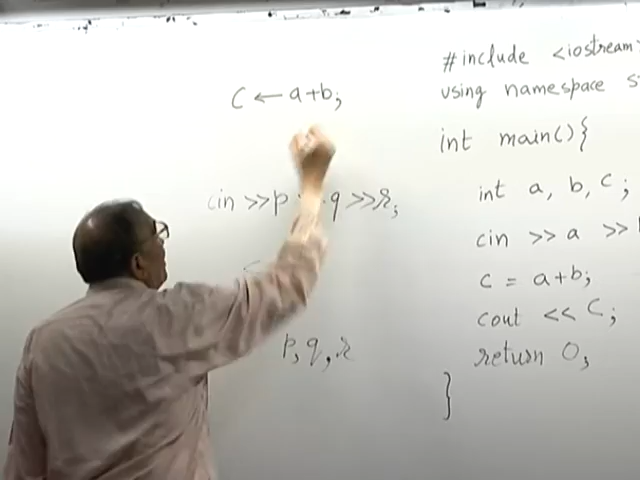 C ← a+b;
cin >>p q >>r;
p, q, r
#include <iostream>
using namespace
int main(){
int a, b, c;
cin >> a >>
c = a+b;
cout << C;
return 0;
}